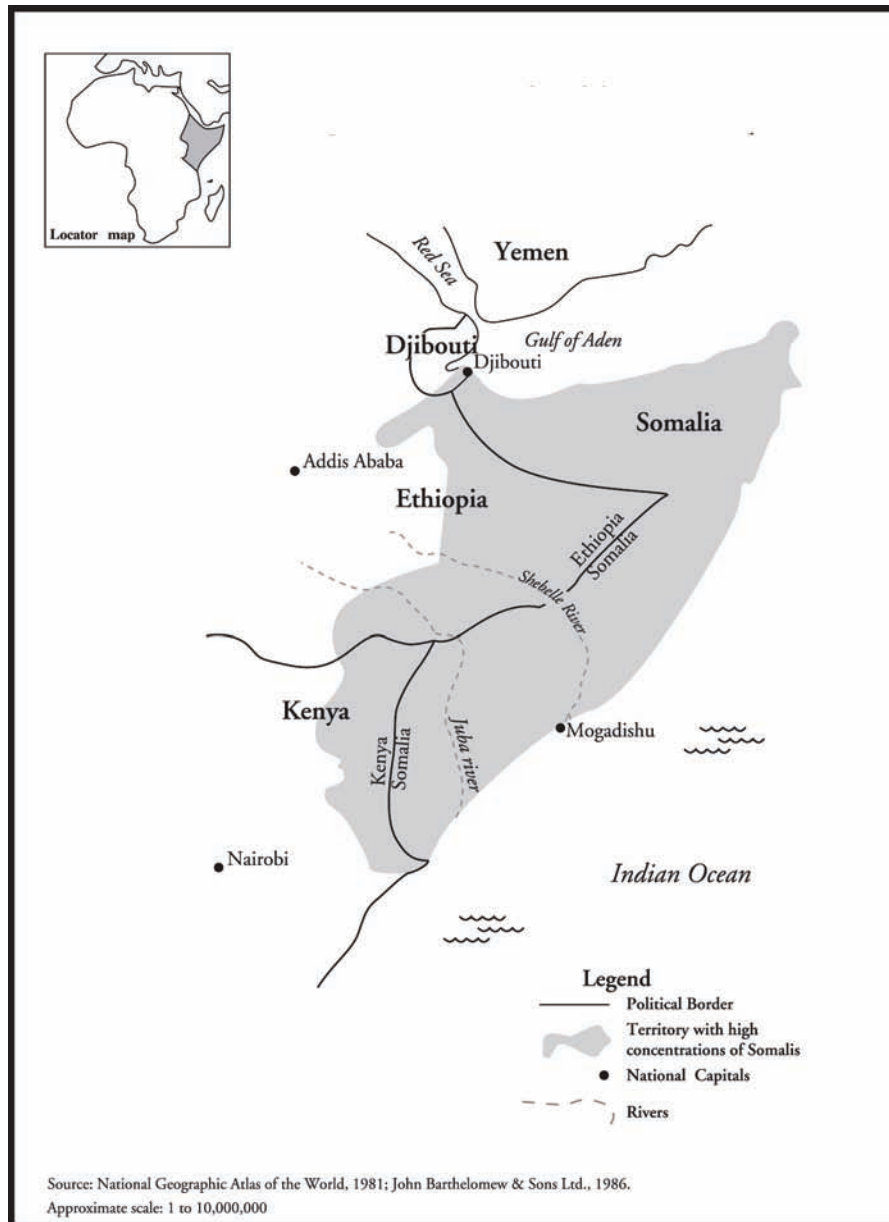 Locator map
Red Sea
Yemen
Djibouti
Gulf of Aden
Djibouti
Somalia
Addis Ababa
Ethiopia
Ethiopia
Somalia
Shebelle River
Kenya
Kenya
Somalia
Juba river
Mogadishu
Nairobi
Indian Ocean
Legend
Political Border
Territory with high
concentrations of Somalis
National Capitals
Rivers
Source: National Geographic Atlas of the World, 1981; John Barthelomew & Sons Ltd., 1986.
Approximate scale: 1 to 10,000,000